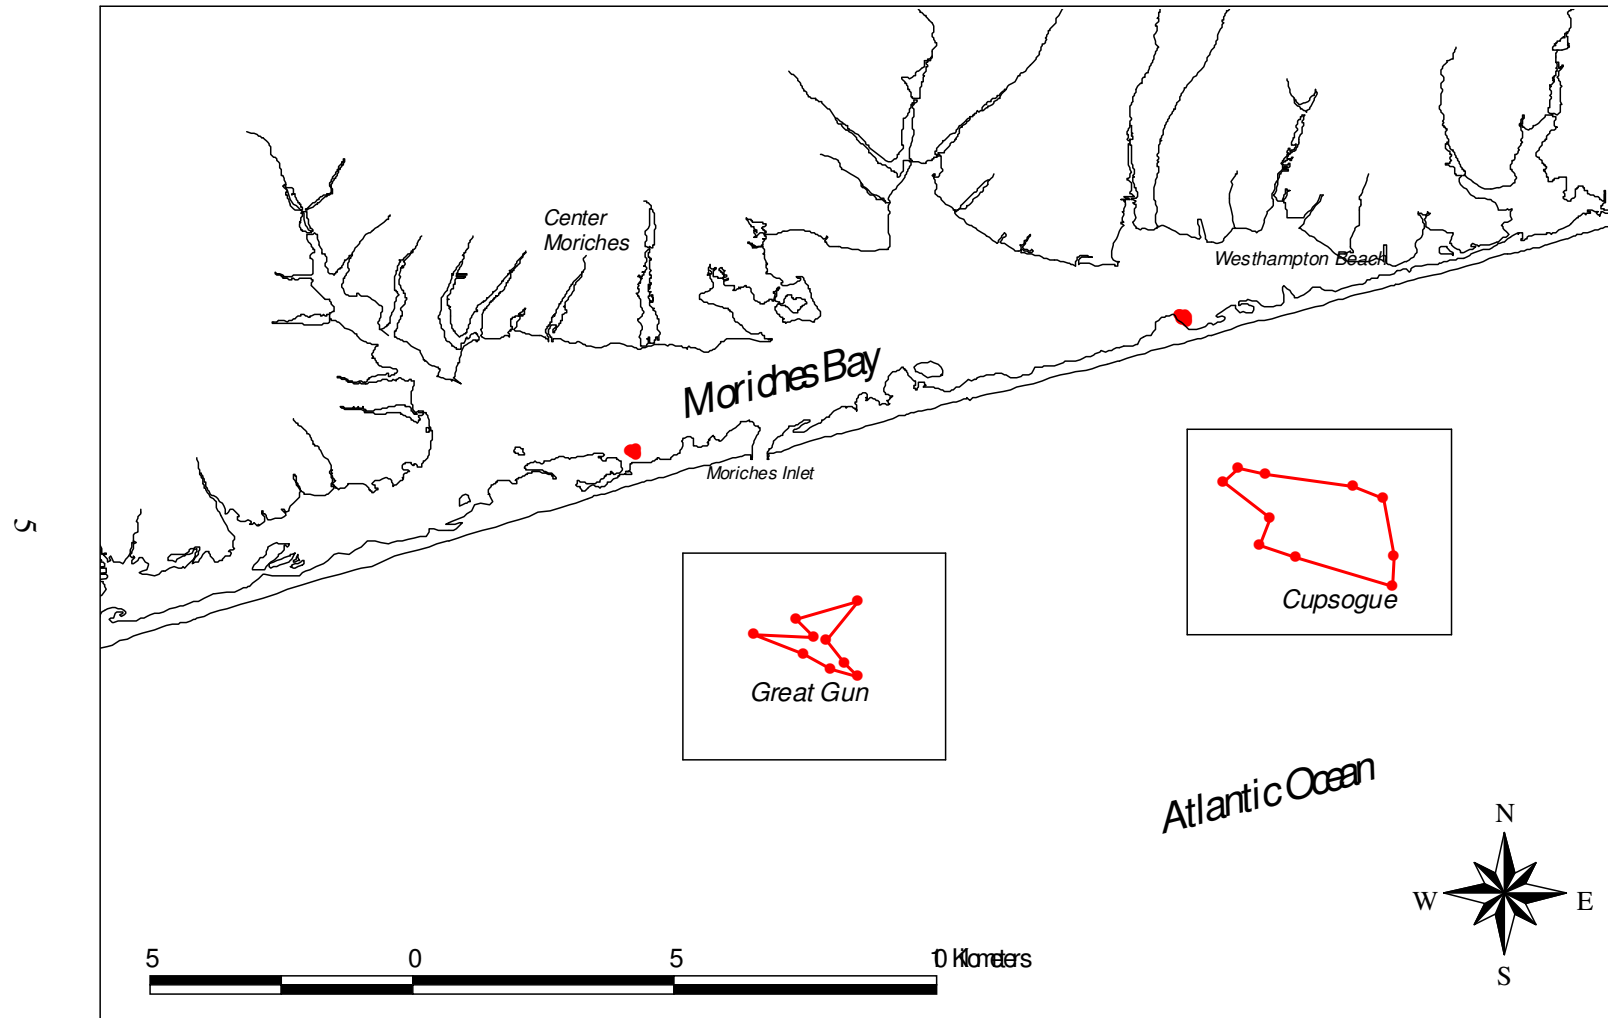 Center
Moriches
Westhampton Beach
Moriches Bay
Moriches Inlet
5
Cupsogue
Great Gun
Atlantic Ocean
N
W E
S
5 0 5 10 Kilometers